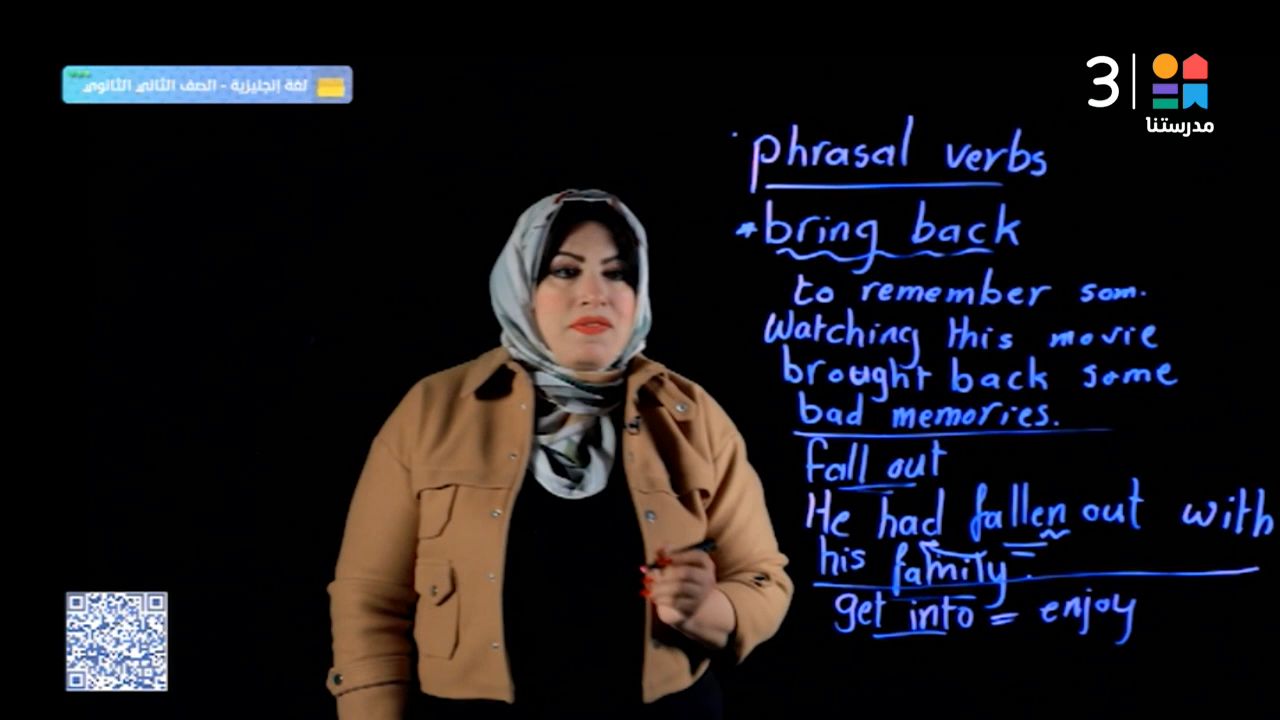 لغة إنجليزية - الصف الثاني الثانوي
3
مدرستنا
phrasal verbs
*bring back
to remember som.
Watching this movie
brought back some
bad memories.
fall out
He had fallen out with
his family.
get into = enjoy